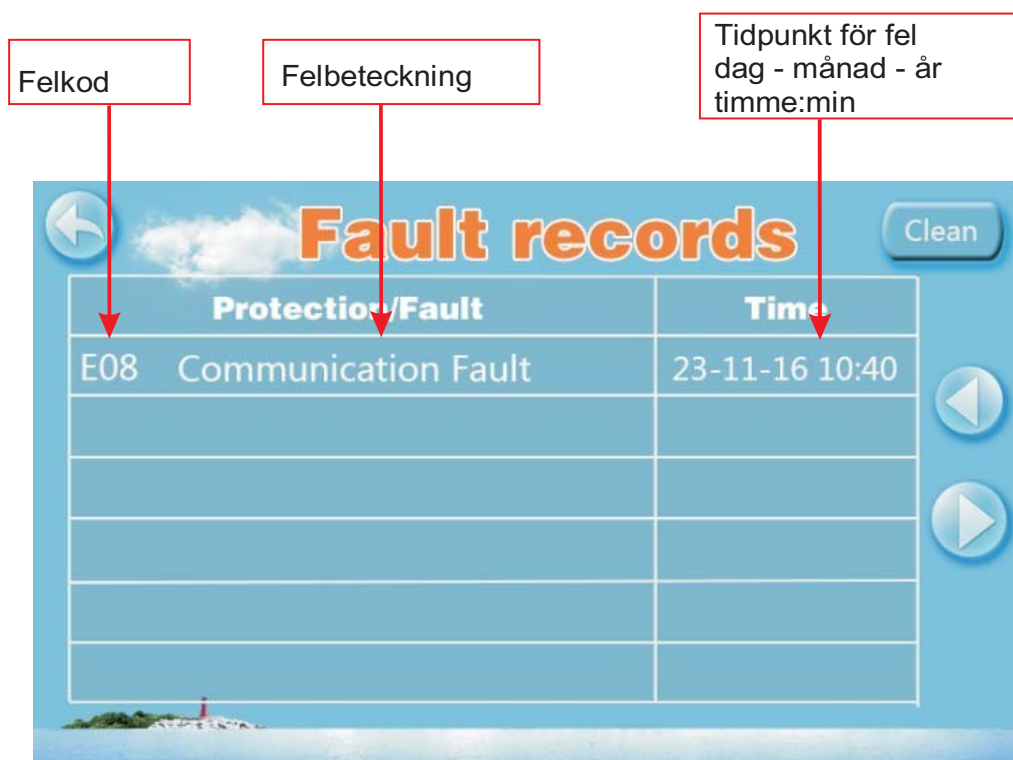 Felkod
Felbeteckning
Tidpunkt för fel
dag - månad - år
timme:min
Fault records
Clean
Protection/Fault
Time
E08 Communication Fault
23-11-16 10:40